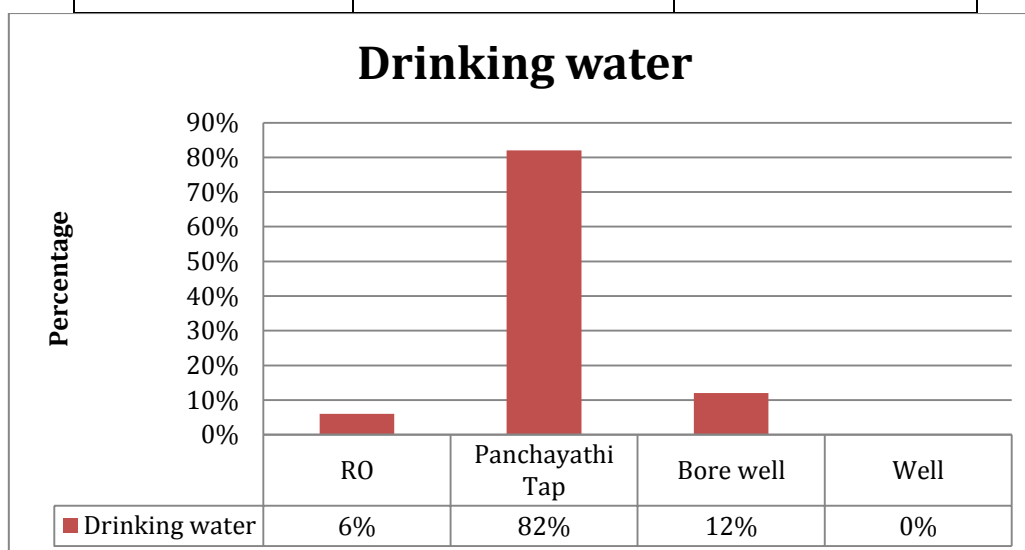 Drinking water
Percentage
90%
80%
70%
60%
50%
40%
30%
20%
10%
0%
RO
Panchayathi
Tap
Bore well
Well
Drinking water
6%
82%
12%
0%